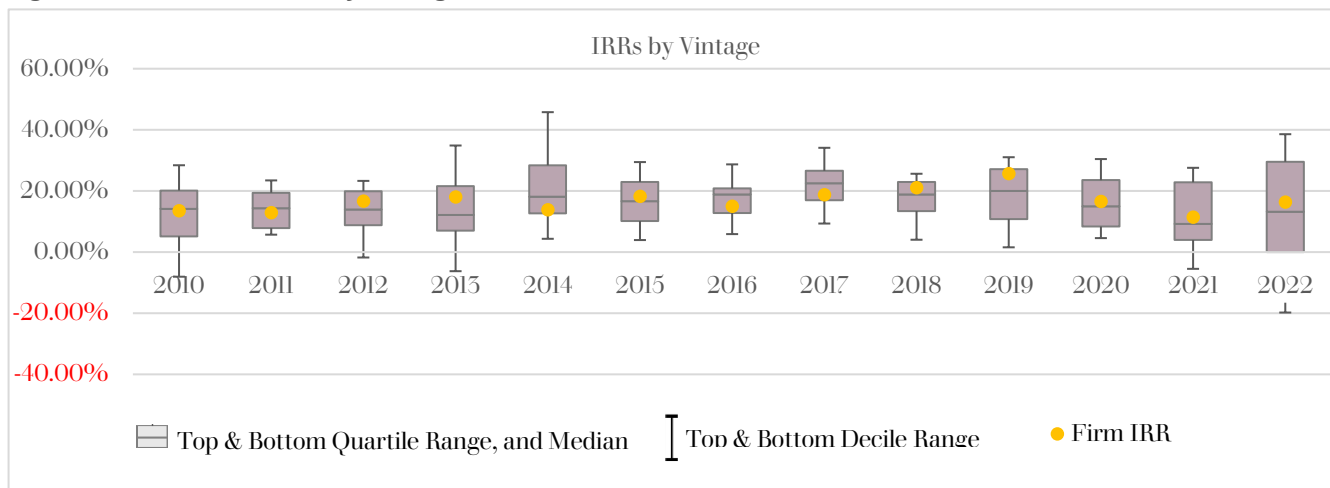 IRRs by Vintage
60.00%
40.00%
20.00%
0.00%
2010 2011 2012 2013 2014 2015 2016 2017 2018 2019 2020 2021 2022
-20.00%
-40.00%
Top & Bottom Quartile Range, and Median Top & Bottom Decile Range Firm IRR